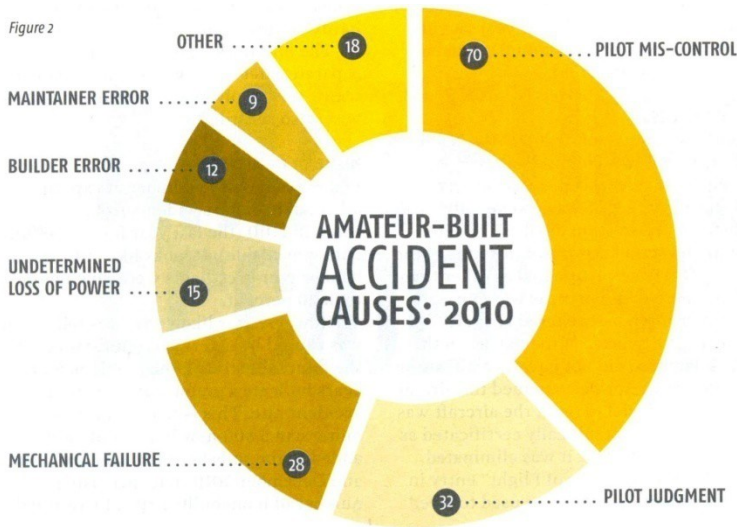 Figure 2
OTHER
18
70
PILOT MIS-CONTROL
MAINTAINER ERROR
9
BUILDER ERROR
12
AMATEUR-BUILT
ACCIDENT
CAUSES: 2010
UNDETERMINED
LOSS OF POWER
15
MECHANICAL FAILURE
28
32
PILOT JUDGMENT